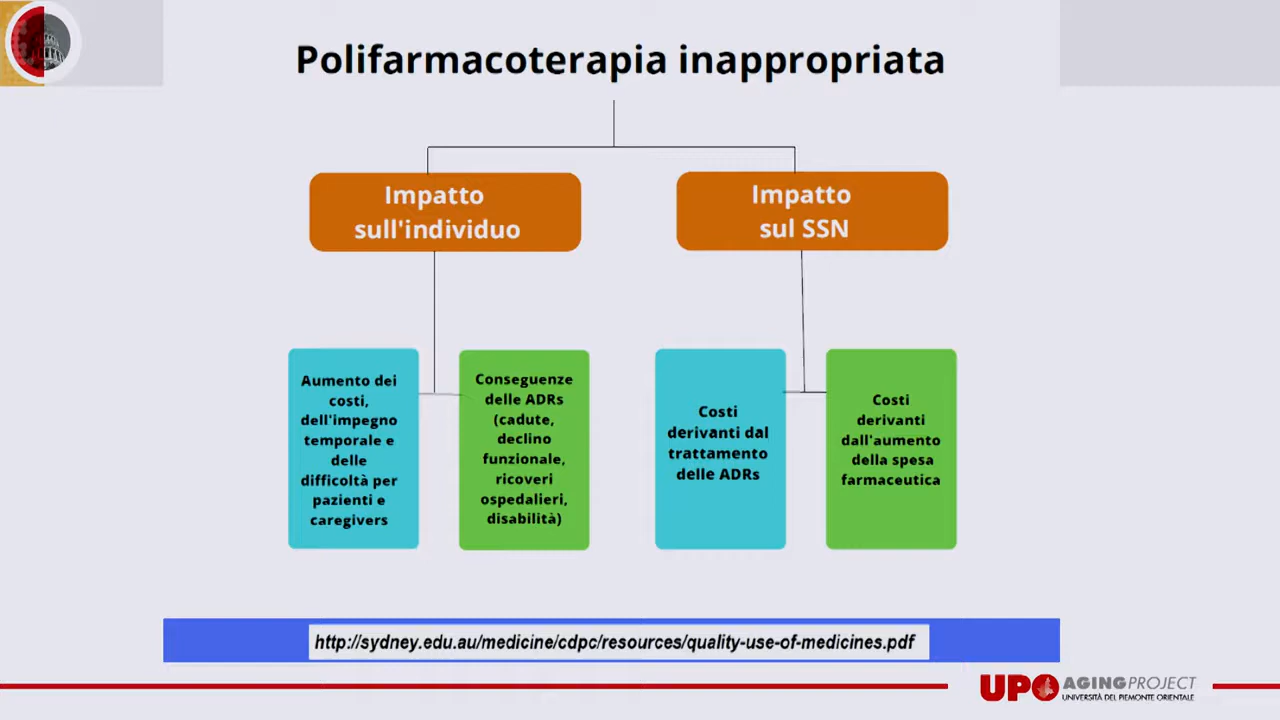 Polifarmacoterapia inappropriata
Impatto
sull'individuo
Impatto
sul SSN
Aumento dei
costi,
dell'impegno
temporale e
delle
difficoltà per
pazienti e
caregivers
Conseguenze
delle ADRs
(cadute,
declino
funzionale,
ricoveri
ospedalieri,
disabilità)
Costi
derivanti dal
trattamento
delle ADRs
Costi
derivanti
dall'aumento
della spesa
farmaceutica
http://sydney.edu.au/medicine/cdpc/resources/quality-use-of-medicines.pdf
UPO AGINGPROJECT
UNIVERSITÀ DEL PIEMONTE ORIENTALE